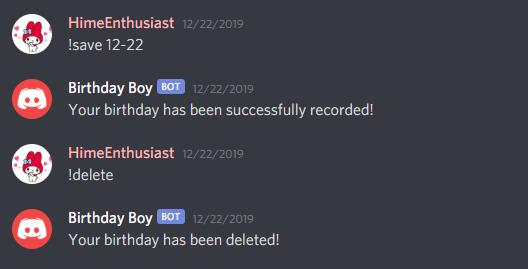 HimeEnthusiast 12/22/2019
!save 12-22
Birthday Boy BOT 12/22/2019
Your birthday has been successfully recorded!
HimeEnthusiast 12/22/2019
!delete
Birthday Boy BOT 12/22/2019
Your birthday has been deleted!